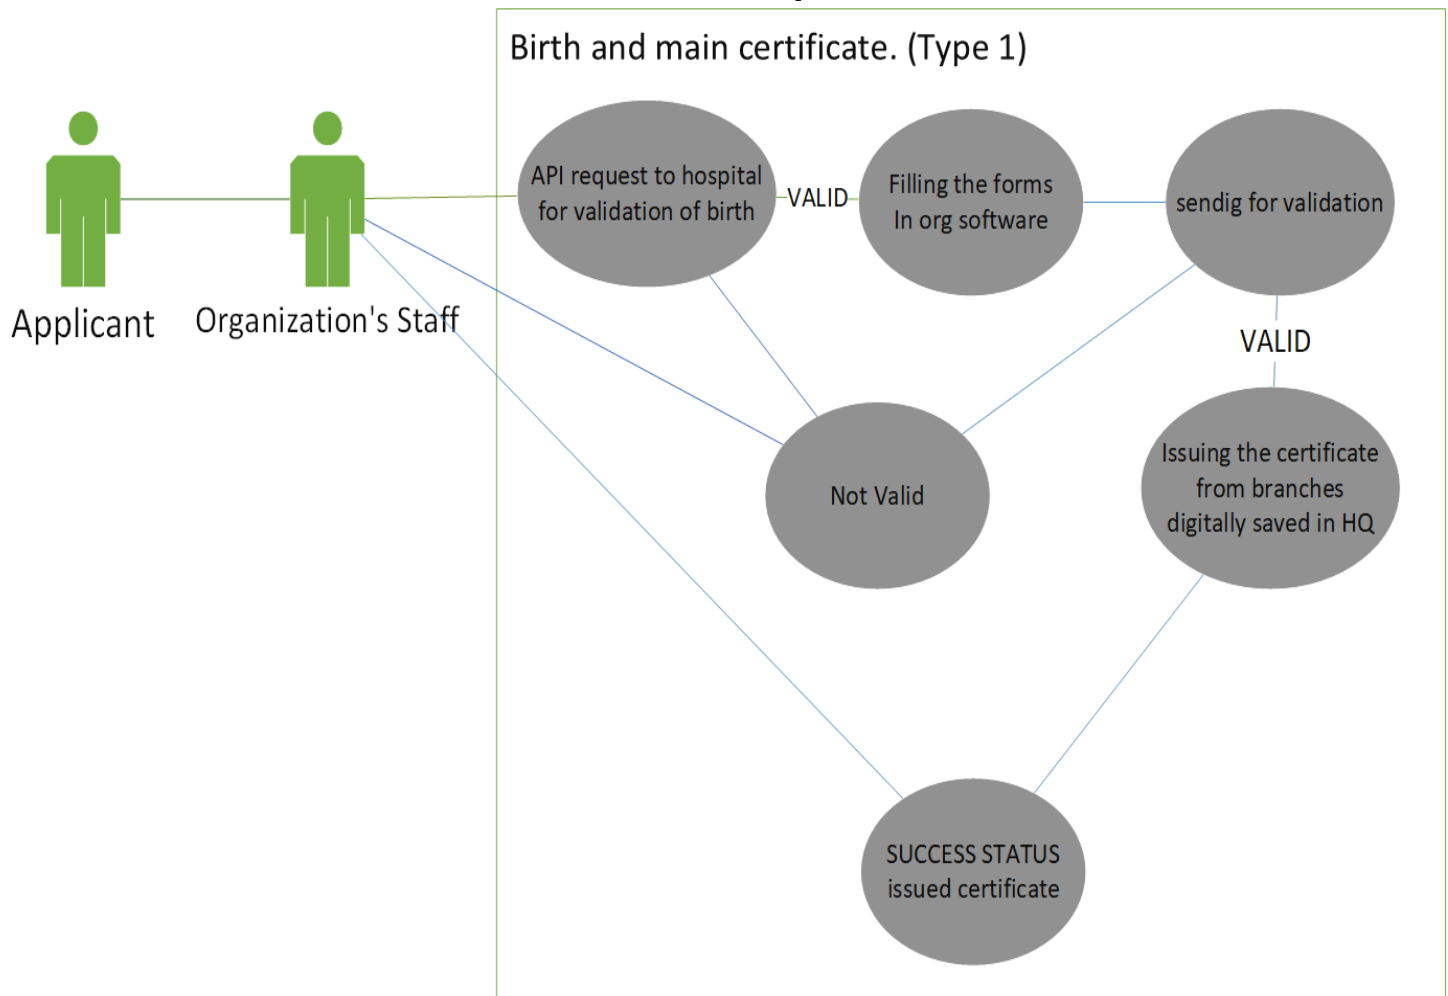 Birth and main certificate. (Type 1)
API request to hospital
for validation of birth
VALID
Filling the forms
In org software
sendig for validation
Applicant
Organization's Staff
VALID
Not Valid
Issuing the certificate
from branches
digitally saved in HQ
SUCCESS STATUS
issued certificate